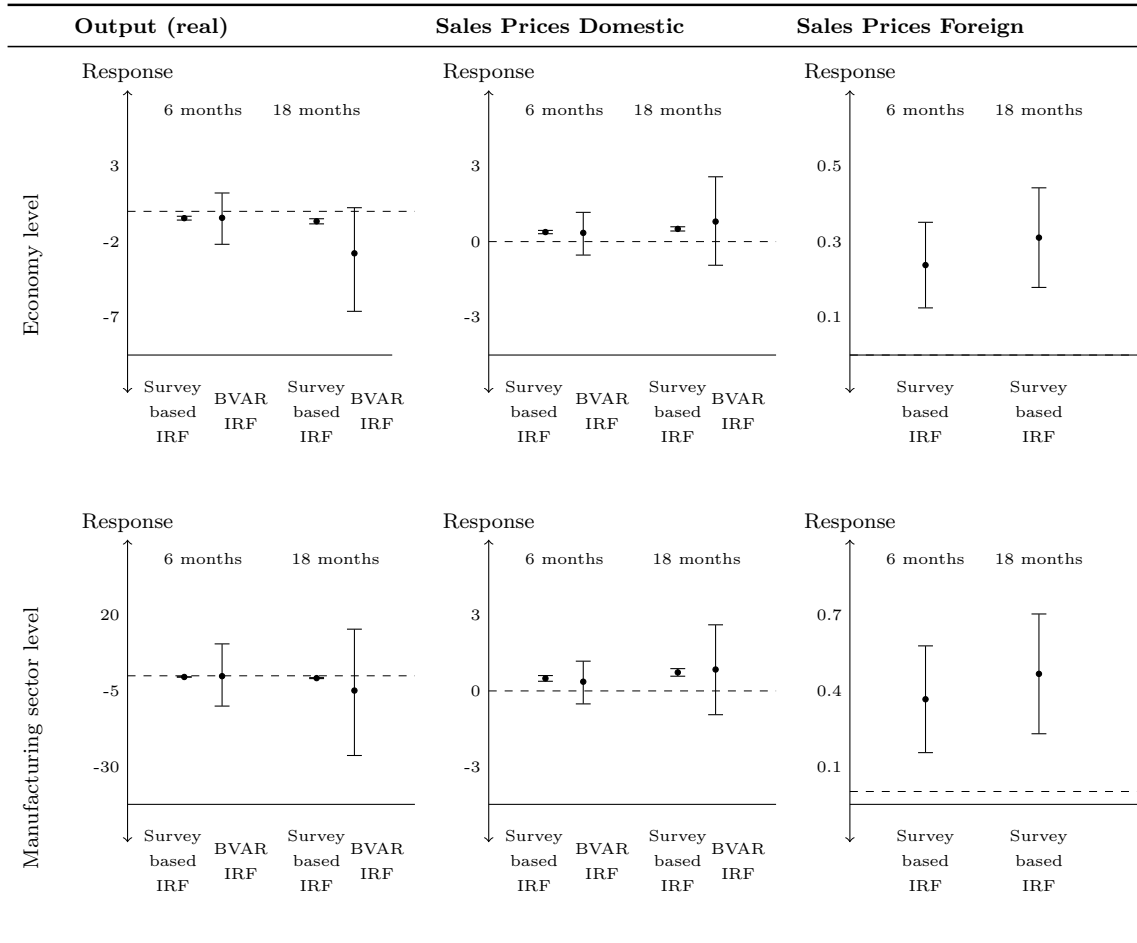 Output (real) Sales Prices Domestic Sales Prices Foreign
Economy level
Response
6 months 18 months
3
-2
-7
Survey based IRF
BVAR IRF
Survey based IRF
BVAR IRF
Response
6 months 18 months
3
0
-3
Survey based IRF
BVAR IRF
Survey based IRF
BVAR IRF
Response
6 months 18 months
0.5
0.3
0.1
Survey based IRF
Survey based IRF
Manufacturing sector level
Response
6 months 18 months
20
-5
-30
Survey based IRF
BVAR IRF
Survey based IRF
BVAR IRF
Response
6 months 18 months
3
0
-3
Survey based IRF
BVAR IRF
Survey based IRF
BVAR IRF
Response
6 months 18 months
0.7
0.4
0.1
Survey based IRF
Survey based IRF